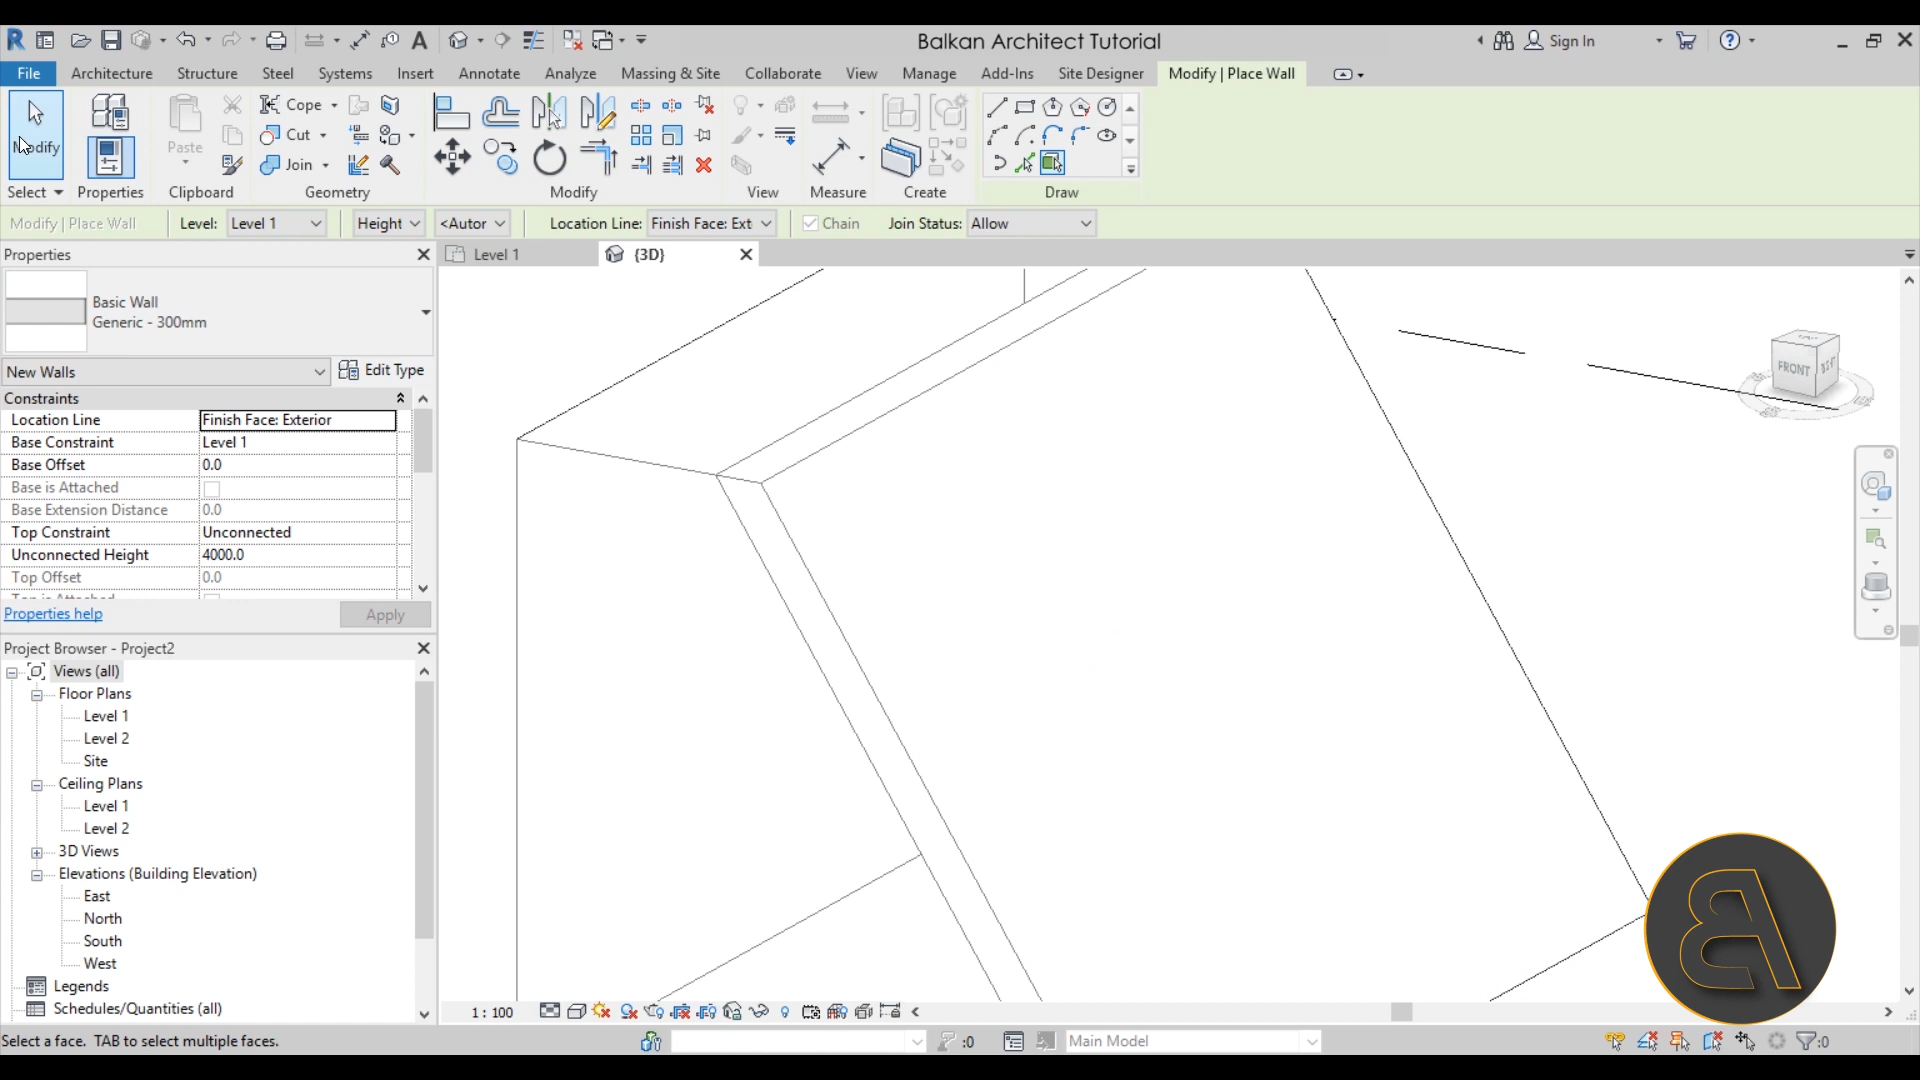 Balkan Architect Tutorial
Sign In
File
Architecture
Structure
Steel
Systems
Insert
Annotate
Analyze
Massing & Site
Collaborate
View
Manage
Add-Ins
Site Designer
Modify | Place Wall
Modify
Paste
Cope
Cut
Join
Select
Properties
Clipboard
Geometry
Modify
View
Measure
Create
Draw
Modify | Place Wall
Level: Level 1
Height
<Autor
Location Line: Finish Face: Ext
Chain
Join Status: Allow
Properties
Level 1
{3D}
Basic Wall
Generic - 300mm
New Walls
Edit Type
Constraints
Location Line Finish Face: Exterior
Base Constraint Level 1
Base Offset 0.0
Base is Attached
Base Extension Distance 0.0
Top Constraint Unconnected
Unconnected Height 4000.0
Top Offset 0.0
Properties help
Apply
Project Browser - Project2
Views (all)
Floor Plans
Level 1
Level 2
Site
Ceiling Plans
Level 1
Level 2
3D Views
Elevations (Building Elevation)
East
North
South
West
Legends
Schedules/Quantities (all)
FRONT
1 : 100
Select a face. TAB to select multiple faces.
:0
Main Model
:0